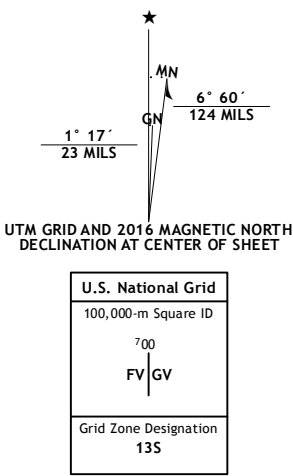 MN
GN
6° 60´
124 MILS
1° 17´
23 MILS
UTM GRID AND 2016 MAGNETIC NORTH
DECLINATION AT CENTER OF SHEET
U.S. National Grid
100,000-m Square ID
⁷00
FV GV
Grid Zone Designation
13S